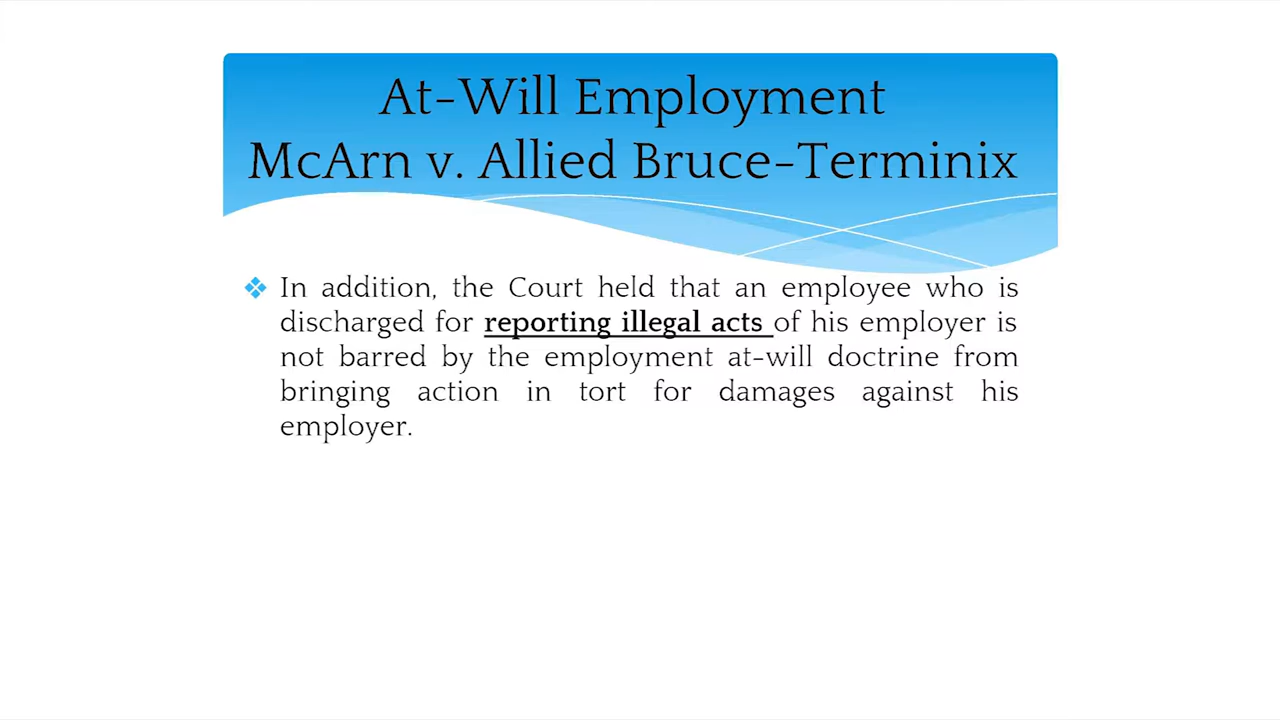 At-Will Employment
McArn v. Allied Bruce-Terminix
In addition, the Court held that an employee who is
discharged for reporting illegal acts of his employer is
not barred by the employment at-will doctrine from
bringing action in tort for damages against his
employer.